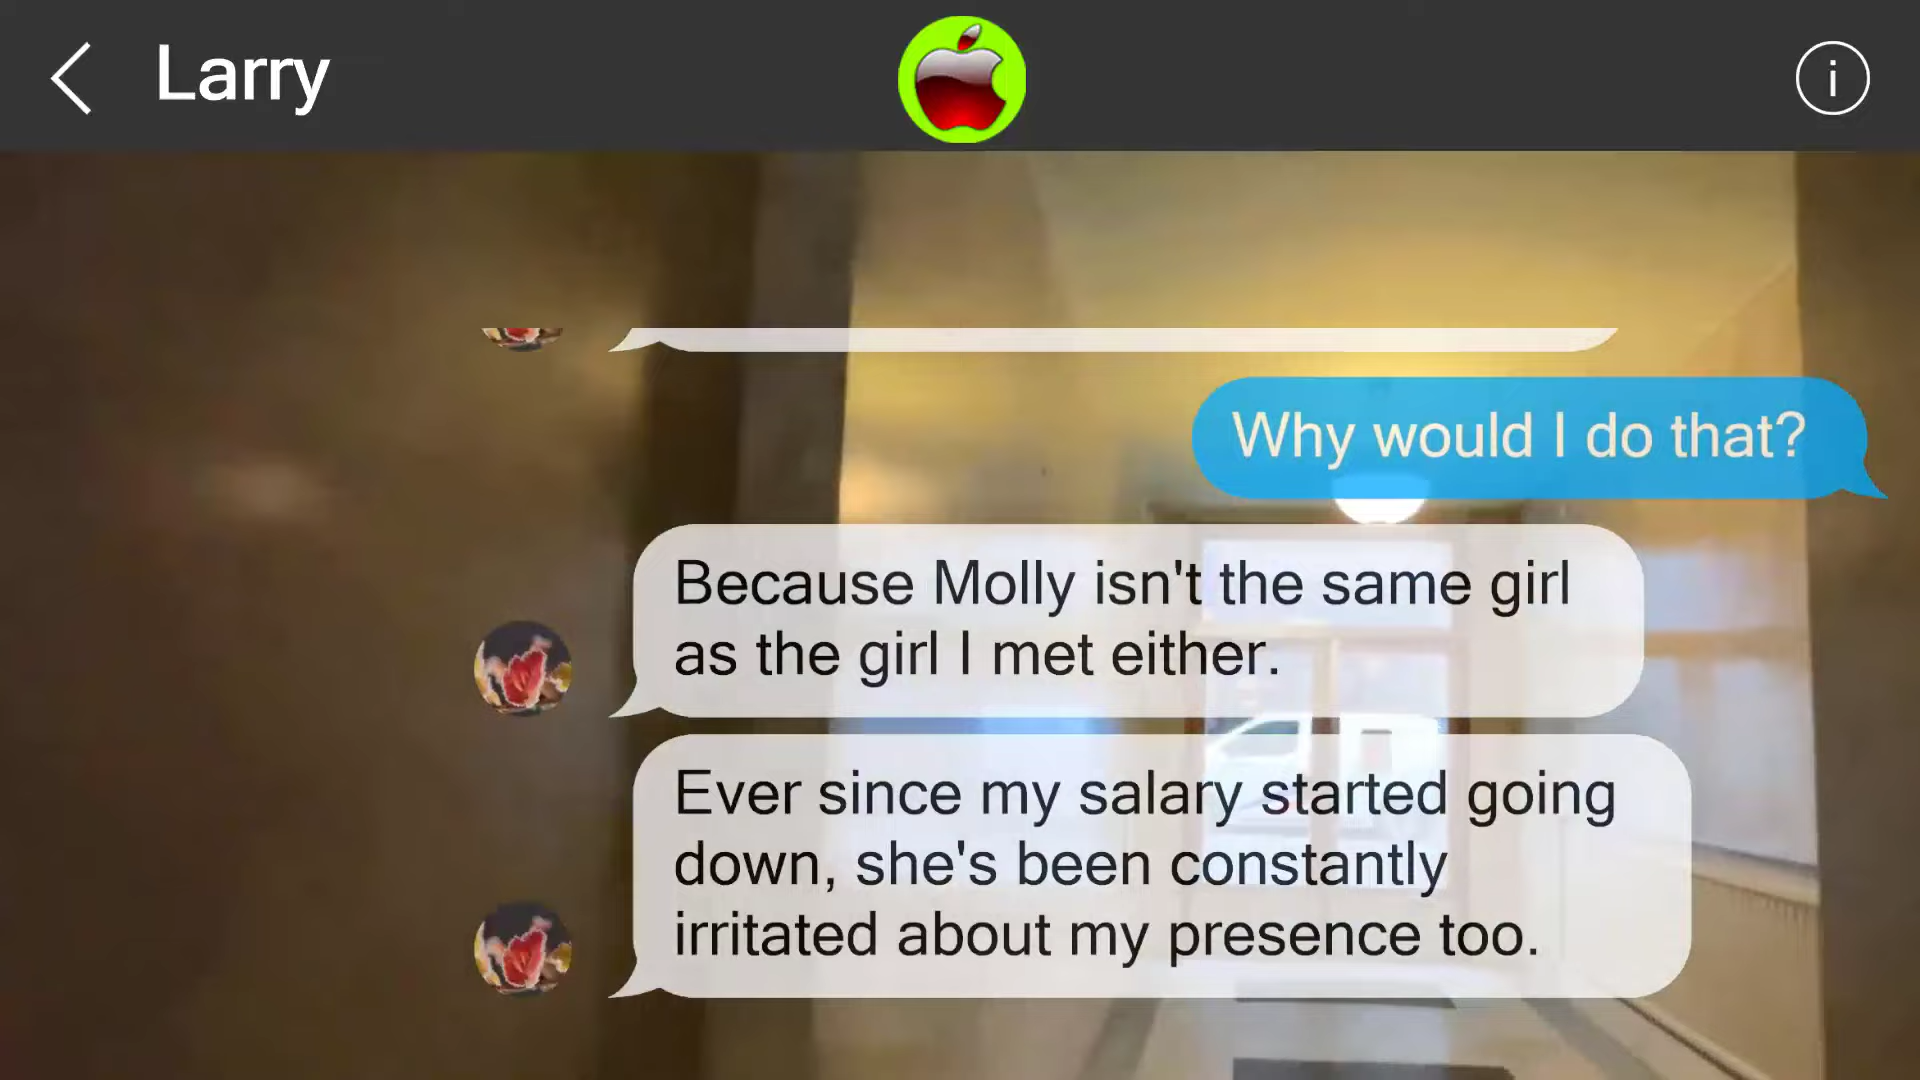 Larry
Why would I do that?
Because Molly isn't the same girl
as the girl I met either.
Ever since my salary started going
down, she's been constantly
irritated about my presence too.